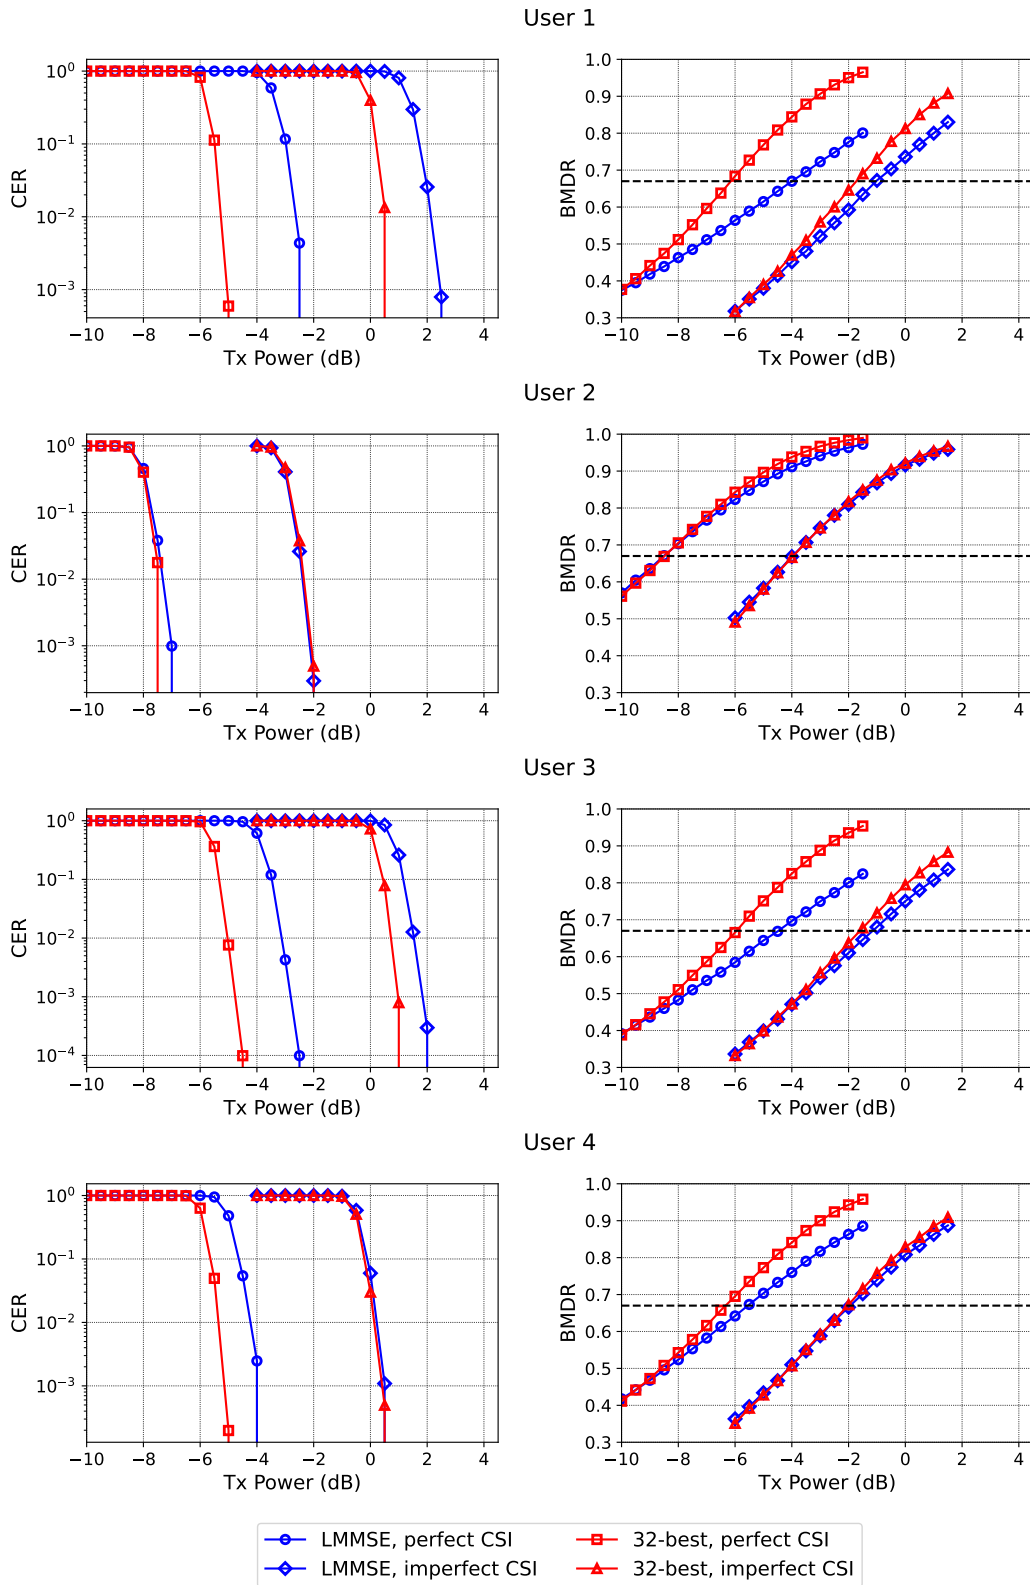 User 1
CER
10^0
10^-1
10^-2
10^-3
−10 −8 −6 −4 −2 0 2 4
Tx Power (dB)
BMDR
1.0
0.9
0.8
0.7
0.6
0.5
0.4
0.3
−10 −8 −6 −4 −2 0 2 4
Tx Power (dB)
User 2
CER
10^0
10^-1
10^-2
10^-3
−10 −8 −6 −4 −2 0 2 4
Tx Power (dB)
BMDR
1.0
0.9
0.8
0.7
0.6
0.5
0.4
0.3
−10 −8 −6 −4 −2 0 2 4
Tx Power (dB)
User 3
CER
10^0
10^-1
10^-2
10^-3
10^-4
−10 −8 −6 −4 −2 0 2 4
Tx Power (dB)
BMDR
1.0
0.9
0.8
0.7
0.6
0.5
0.4
0.3
−10 −8 −6 −4 −2 0 2 4
Tx Power (dB)
User 4
CER
10^0
10^-1
10^-2
10^-3
−10 −8 −6 −4 −2 0 2 4
Tx Power (dB)
BMDR
1.0
0.9
0.8
0.7
0.6
0.5
0.4
0.3
−10 −8 −6 −4 −2 0 2 4
Tx Power (dB)
LMMSE, perfect CSI
LMMSE, imperfect CSI
32-best, perfect CSI
32-best, imperfect CSI